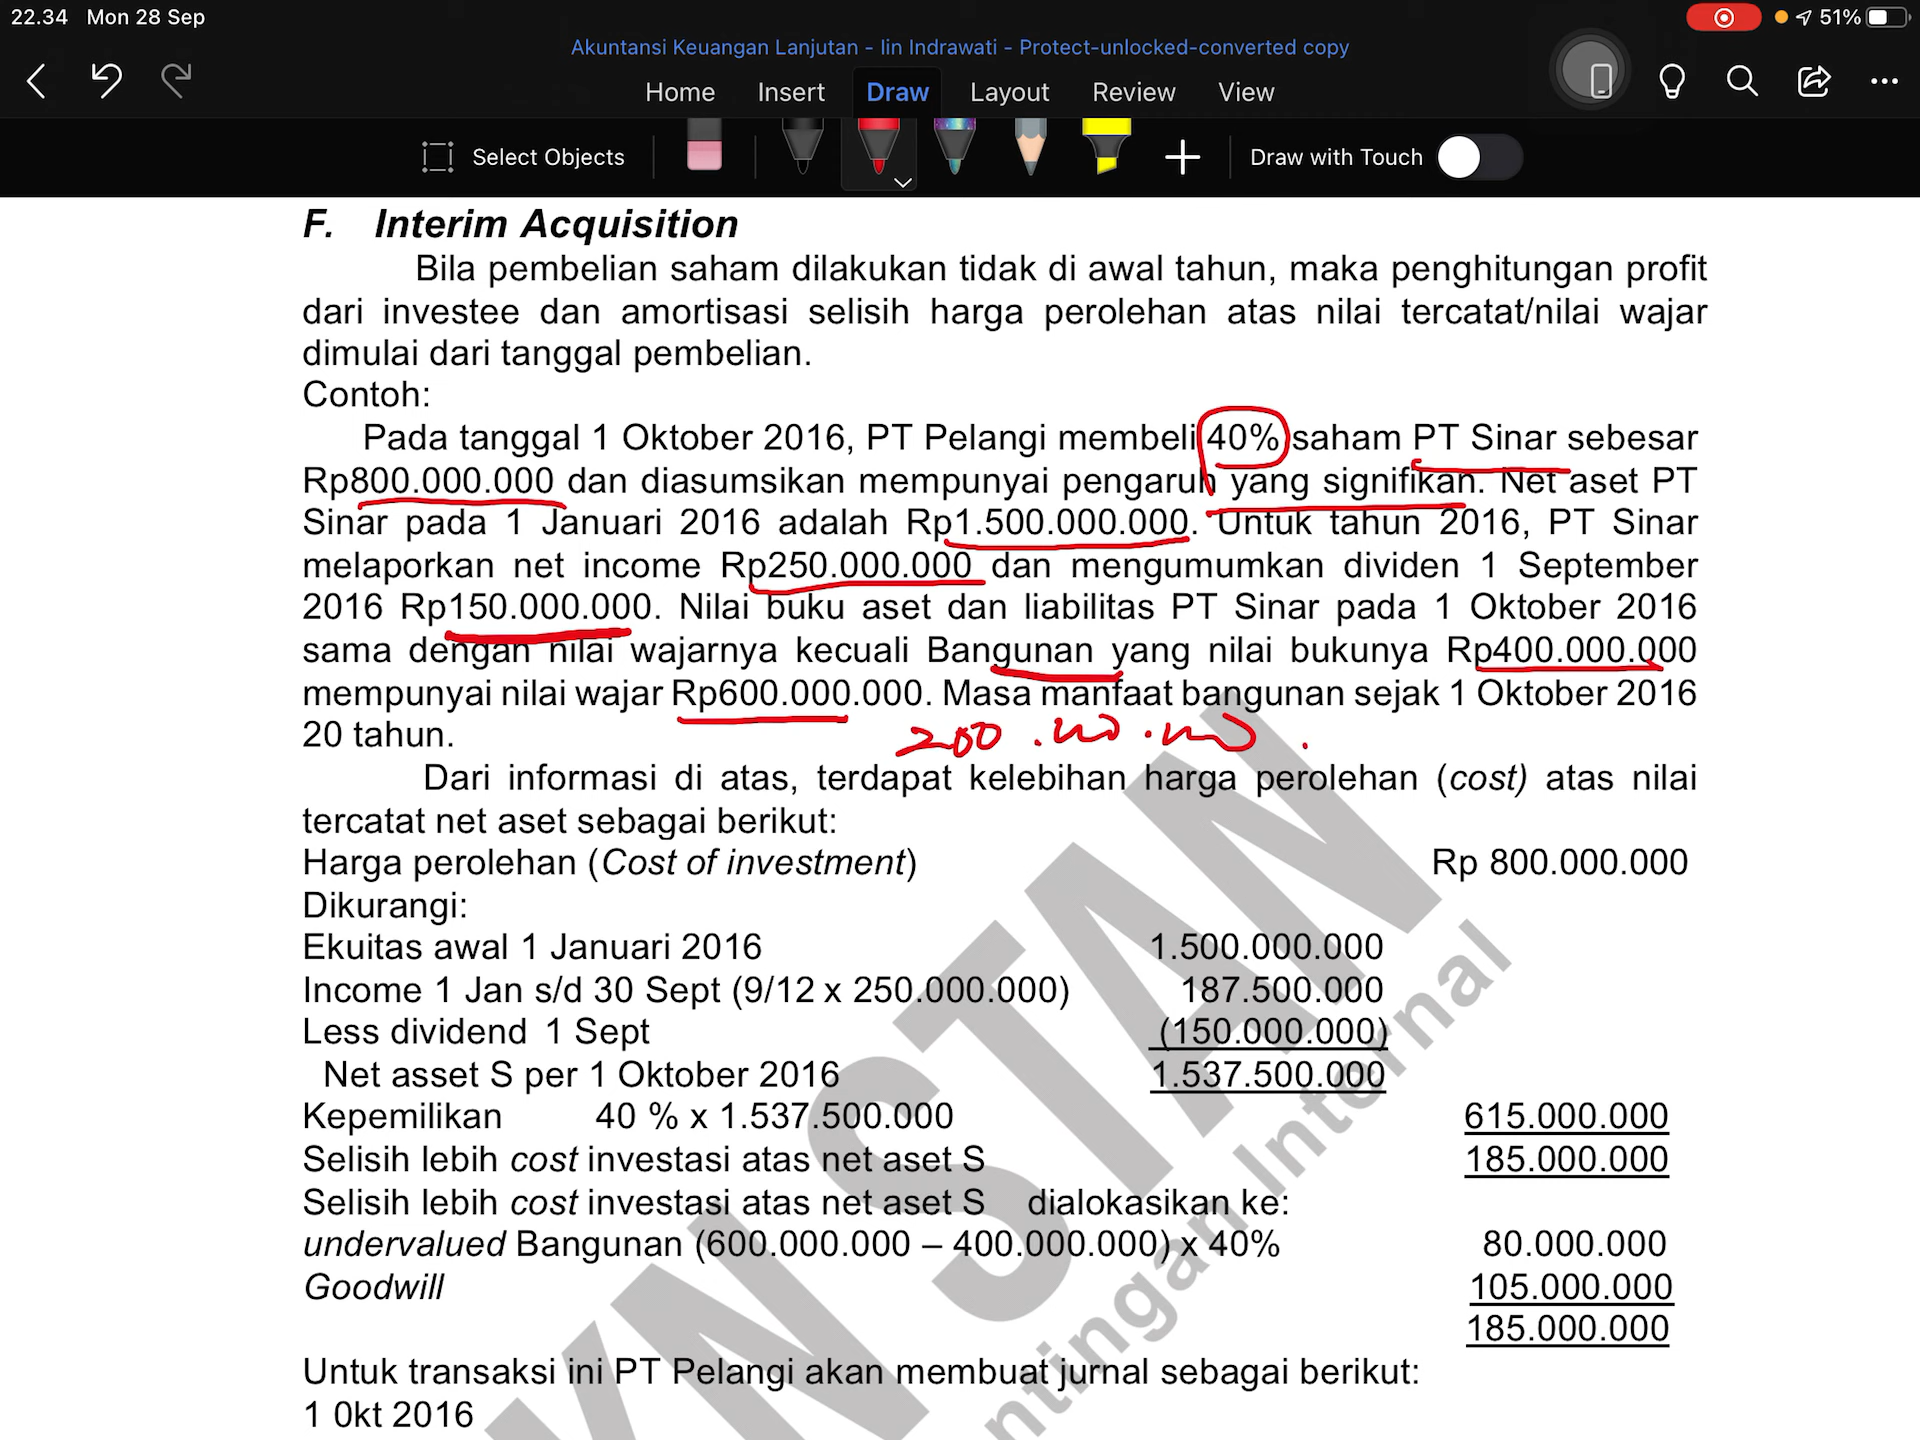 22.34 Mon 28 Sep
51%
Akuntansi Keuangan Lanjutan - Iin Indrawati - Protect-unlocked-converted copy
Home Insert Draw Layout Review View
Select Objects
Draw with Touch
F. Interim Acquisition
Bila pembelian saham dilakukan tidak di awal tahun, maka penghitungan profit
dari investee dan amortisasi selisih harga perolehan atas nilai tercatat/nilai wajar
dimulai dari tanggal pembelian.
Contoh:
Pada tanggal 1 Oktober 2016, PT Pelangi membeli 40% saham PT Sinar sebesar
Rp800.000.000 dan diasumsikan mempunyai pengaruh yang signifikan. Net aset PT
Sinar pada 1 Januari 2016 adalah Rp1.500.000.000. Untuk tahun 2016, PT Sinar
melaporkan net income Rp250.000.000 dan mengumumkan dividen 1 September
2016 Rp150.000.000. Nilai buku aset dan liabilitas PT Sinar pada 1 Oktober 2016
sama dengan nilai wajarnya kecuali Bangunan yang nilai bukunya Rp400.000.000
mempunyai nilai wajar Rp600.000.000. Masa manfaat bangunan sejak 1 Oktober 2016
20 tahun.
200
Dari informasi di atas, terdapat kelebihan harga perolehan (cost) atas nilai
tercatat net aset sebagai berikut:
Harga perolehan (Cost of investment) Rp 800.000.000
Dikurangi:
Ekuitas awal 1 Januari 2016 1.500.000.000
Income 1 Jan s/d 30 Sept (9/12 x 250.000.000) 187.500.000
Less dividend 1 Sept (150.000.000)
Net asset S per 1 Oktober 2016 1.537.500.000
Kepemilikan 40 % x 1.537.500.000 615.000.000
Selisih lebih cost investasi atas net aset S 185.000.000
Selisih lebih cost investasi atas net aset S dialokasikan ke:
undervalued Bangunan (600.000.000 – 400.000.000) x 40% 80.000.000
Goodwill 105.000.000
185.000.000
Untuk transaksi ini PT Pelangi akan membuat jurnal sebagai berikut:
1 0kt 2016
KN STAN
ntingan Internal